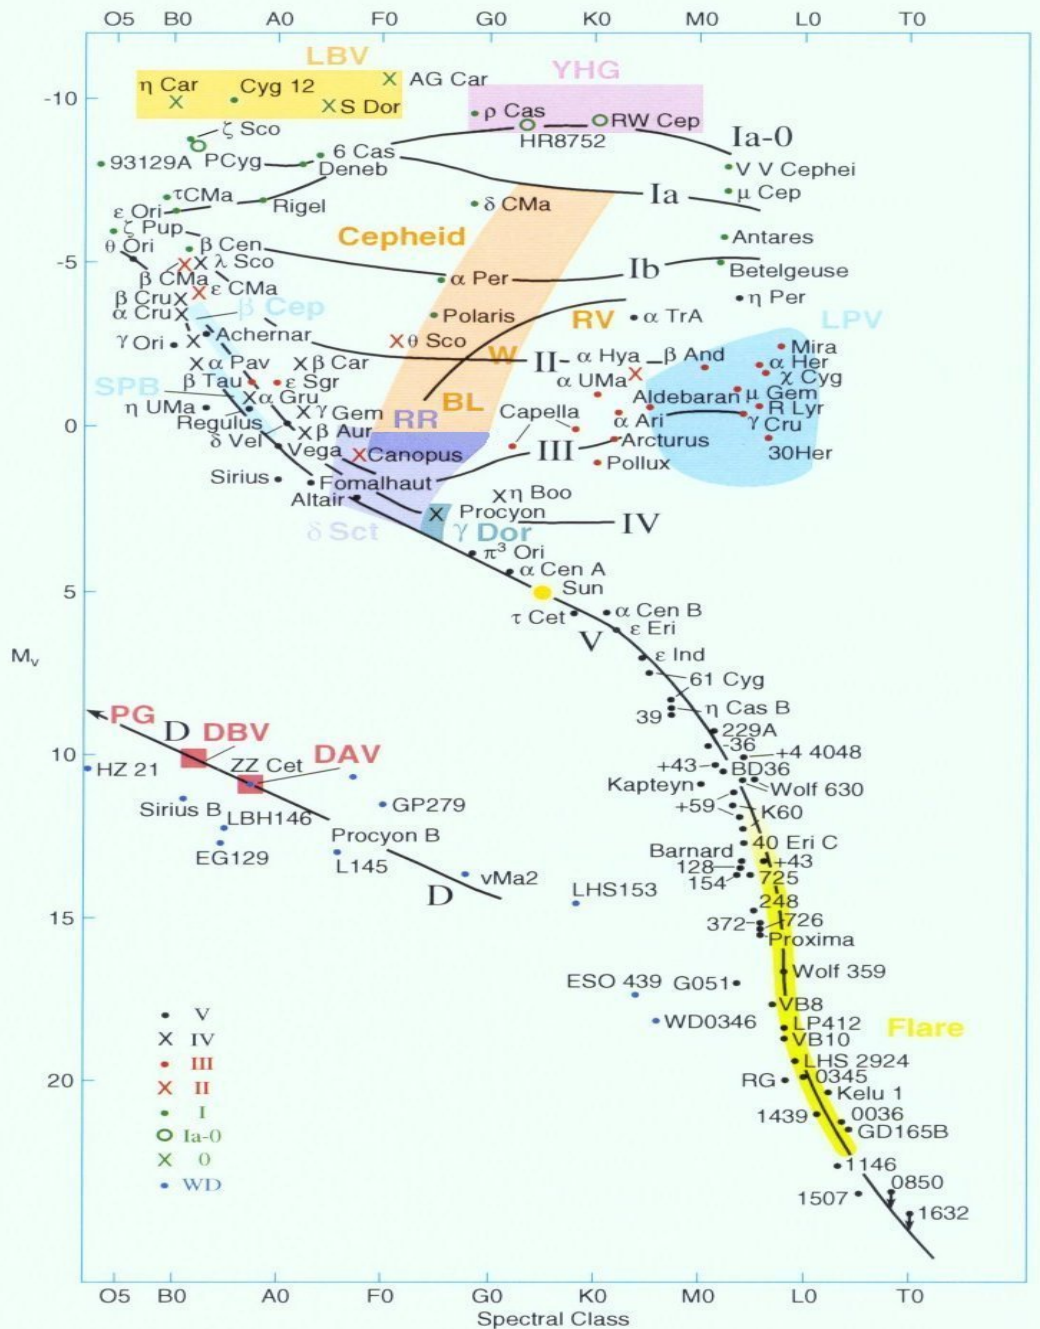 O5 B0 A0 F0 G0 K0 M0 L0 T0
LBV
YHG
η Car
Cyg 12
AG Car
S Dor
-10
ρ Cas
RW Cep
HR8752
Ia-0
ζ Sco
93129A
PCyg
6 Cas
Deneb
V V Cephei
Ia
μ Cep
τCMa
Rigel
ε Ori
δ CMa
ζ Pup
θ Ori
Cepheid
Antares
β Cen
-5
λ Sco
β CMa
α Per
Ib
Betelgeuse
ε CMa
β Cru
β Cep
η Per
α Cru
Polaris
RV
α TrA
LPV
γ Ori
Achernar
θ Sco
W
II
α Hya
β And
Mira
α Pav
β Car
α Her
SPB
β Tau
ε Sgr
α UMa
χ Cyg
α Gru
BL
Aldebaran
μ Gem
η UMa
γ Gem
RR
Capella
R Lyr
Regulus
α Ari
γ Cru
0
δ Vel
β Aur
Arcturus
Vega
Canopus
III
30Her
Pollux
Sirius
Fomalhaut
Altair
η Boo
Procyon
IV
δ Sct
γ Dor
π³ Ori
α Cen A
5
Sun
τ Cet
α Cen B
V
ε Eri
Mv
ε Ind
61 Cyg
η Cas B
39
PG
D
DBV
229A
-36
10
DAV
+4 4048
HZ 21
ZZ Cet
+43
BD36
Kapteyn
Wolf 630
Sirius B
GP279
+59
K60
LBH146
Procyon B
40 Eri C
EG129
L145
Barnard
+43
128
vMa2
154
725
D
LHS153
248
15
372
726
Proxima
ESO 439
G051
Wolf 359
VB8
WD0346
LP412
Flare
VB10
LHS 2924
20
RG
0345
Kelu 1
1439
0036
GD165B
1146
1507
0850
1632
V
IV
III
II
I
Ia-0
0
WD
O5 B0 A0 F0 G0 K0 M0 L0 T0
Spectral Class